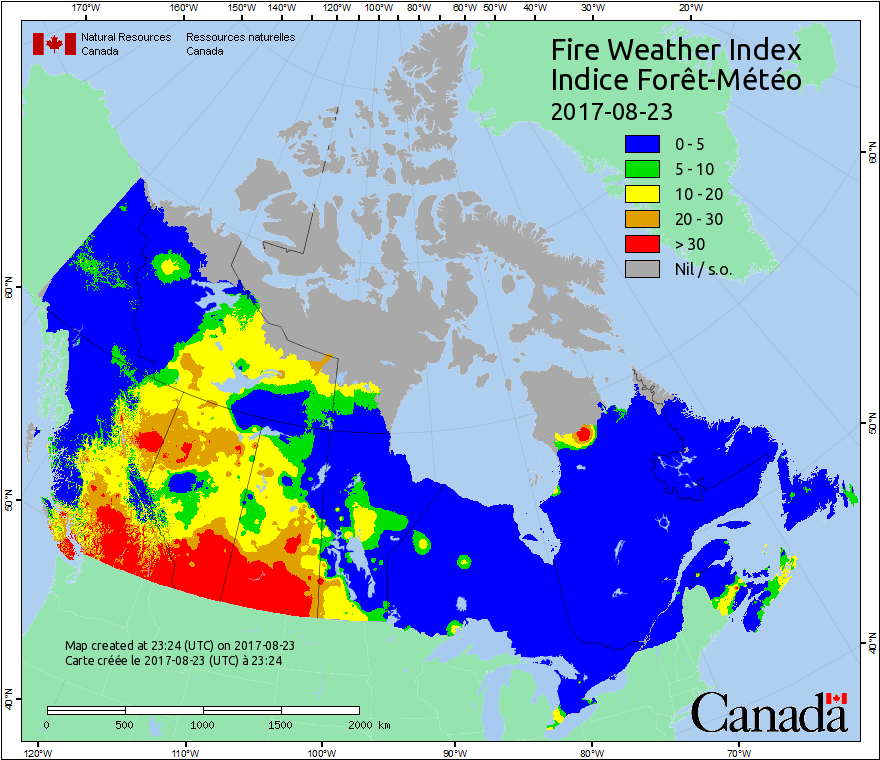 170°W 160°W 150°W 140°W 130°W 120°W 110°W 100°W 90°W 80°W 70°W 60°W 50°W 40°W 30°W 20°W
Natural Resources Ressources naturelles
Canada Canada
Fire Weather Index
Indice Forêt-Météo
2017-08-23
0 - 5
5 - 10
10 - 20
20 - 30
> 30
Nil / s.o.
60°N
50°N
40°N
60°N
50°N
40°N
Map created at 23:24 (UTC) on 2017-08-23
Carte créée le 2017-08-23 (UTC) à 23:24
0 500 1000 1500 2000 km
Canada
120°W 110°W 100°W 90°W 80°W 70°W